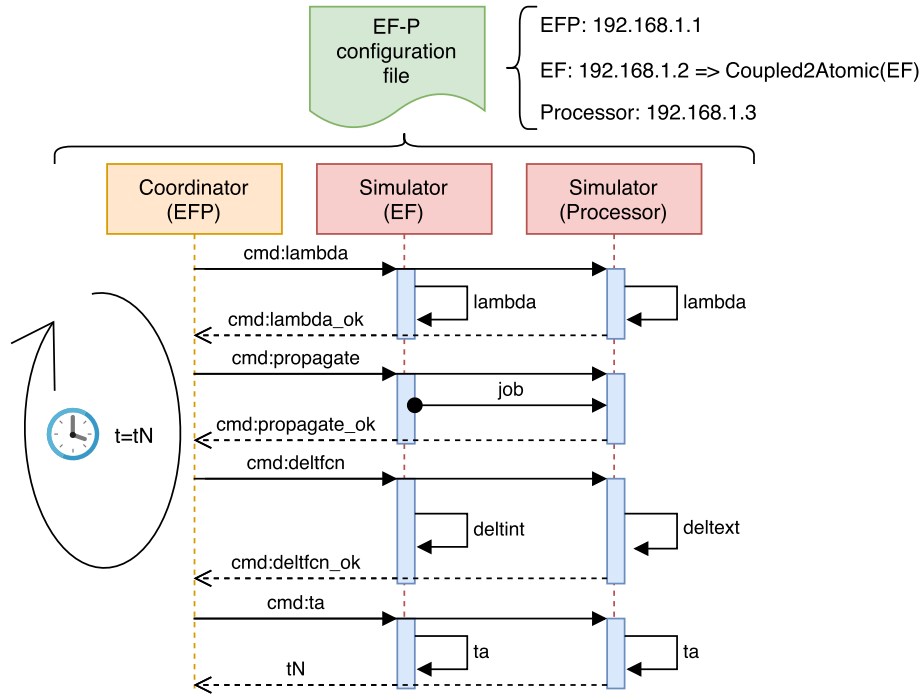 EF-P
configuration
file
EFP: 192.168.1.1
EF: 192.168.1.2 => Coupled2Atomic(EF)
Processor: 192.168.1.3
Coordinator
(EFP)
Simulator
(EF)
Simulator
(Processor)
cmd:lambda
lambda
lambda
cmd:lambda_ok
cmd:propagate
job
cmd:propagate_ok
t=tN
cmd:deltfcn
deltint
deltext
cmd:deltfcn_ok
cmd:ta
ta
ta
tN